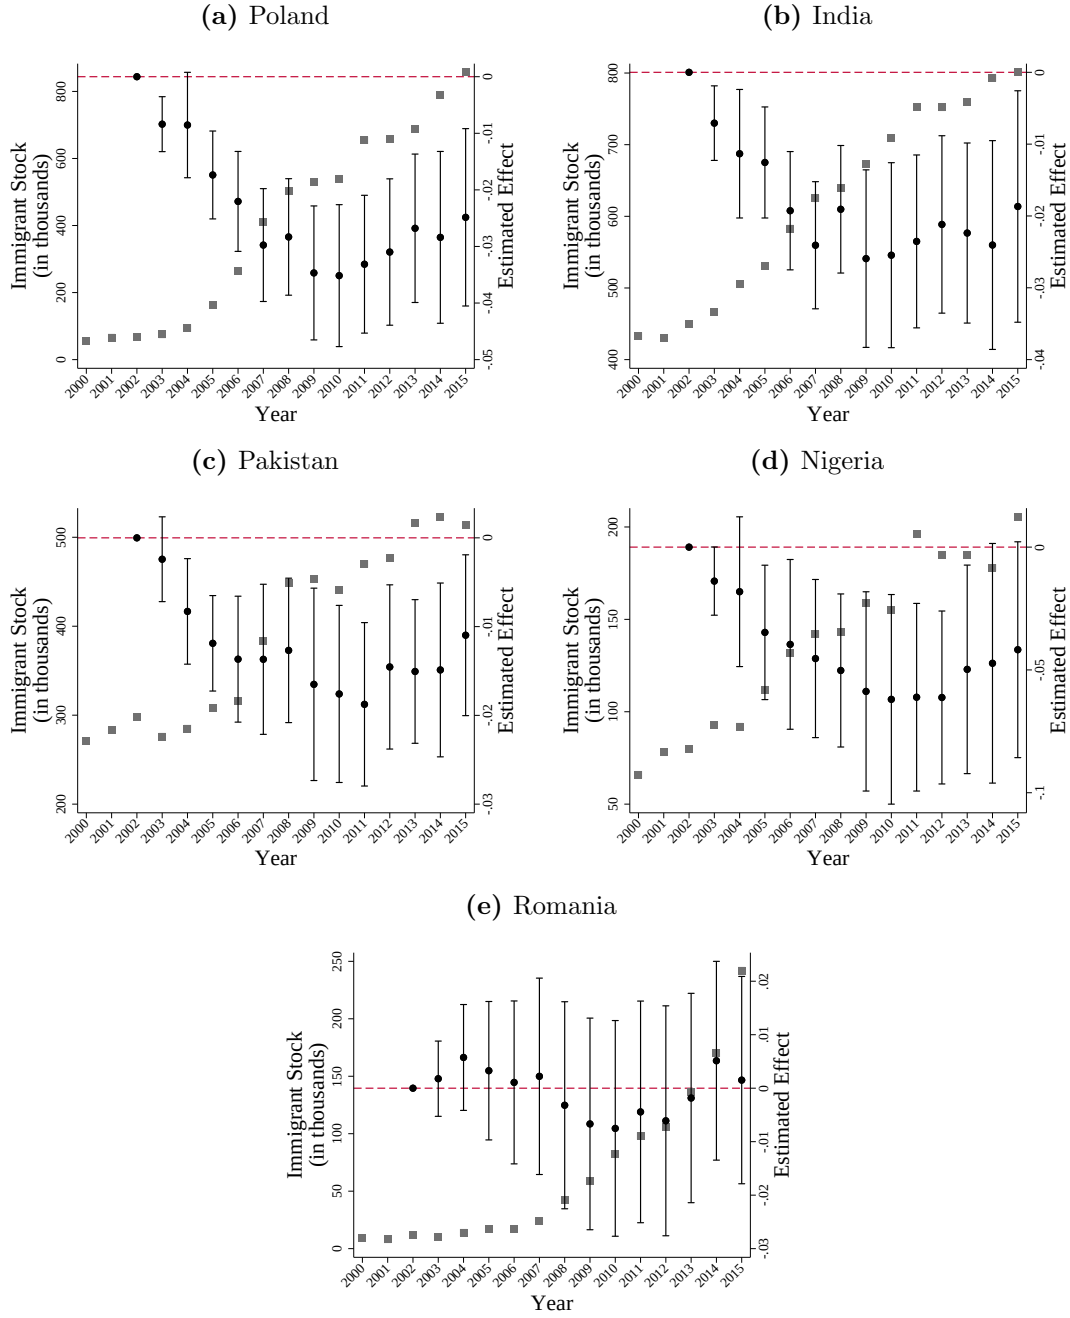 (a) Poland
Immigrant Stock
(in thousands)
800
600
400
200
0
0
-.01
-.02
-.03
-.04
-.05
Estimated Effect
2000 2001 2002 2003 2004 2005 2006 2007 2008 2009 2010 2011 2012 2013 2014 2015
Year
(b) India
Immigrant Stock
(in thousands)
800
700
600
500
400
0
-.01
-.02
-.03
-.04
Estimated Effect
2000 2001 2002 2003 2004 2005 2006 2007 2008 2009 2010 2011 2012 2013 2014 2015
Year
(c) Pakistan
Immigrant Stock
(in thousands)
500
400
300
200
0
-.01
-.02
-.03
Estimated Effect
2000 2001 2002 2003 2004 2005 2006 2007 2008 2009 2010 2011 2012 2013 2014 2015
Year
(d) Nigeria
Immigrant Stock
(in thousands)
200
150
100
50
0
-.05
-.1
Estimated Effect
2000 2001 2002 2003 2004 2005 2006 2007 2008 2009 2010 2011 2012 2013 2014 2015
Year
(e) Romania
Immigrant Stock
(in thousands)
250
200
150
100
50
0
.02
.01
0
-.01
-.02
-.03
Estimated Effect
2000 2001 2002 2003 2004 2005 2006 2007 2008 2009 2010 2011 2012 2013 2014 2015
Year